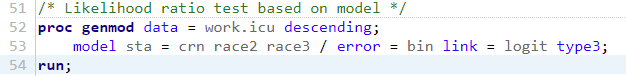 51 /* Likelihood ratio test based on model */
52 proc genmod data = work.icu descending;
53 model sta = crn race2 race3 / error = bin link = logit type3;
54 run;